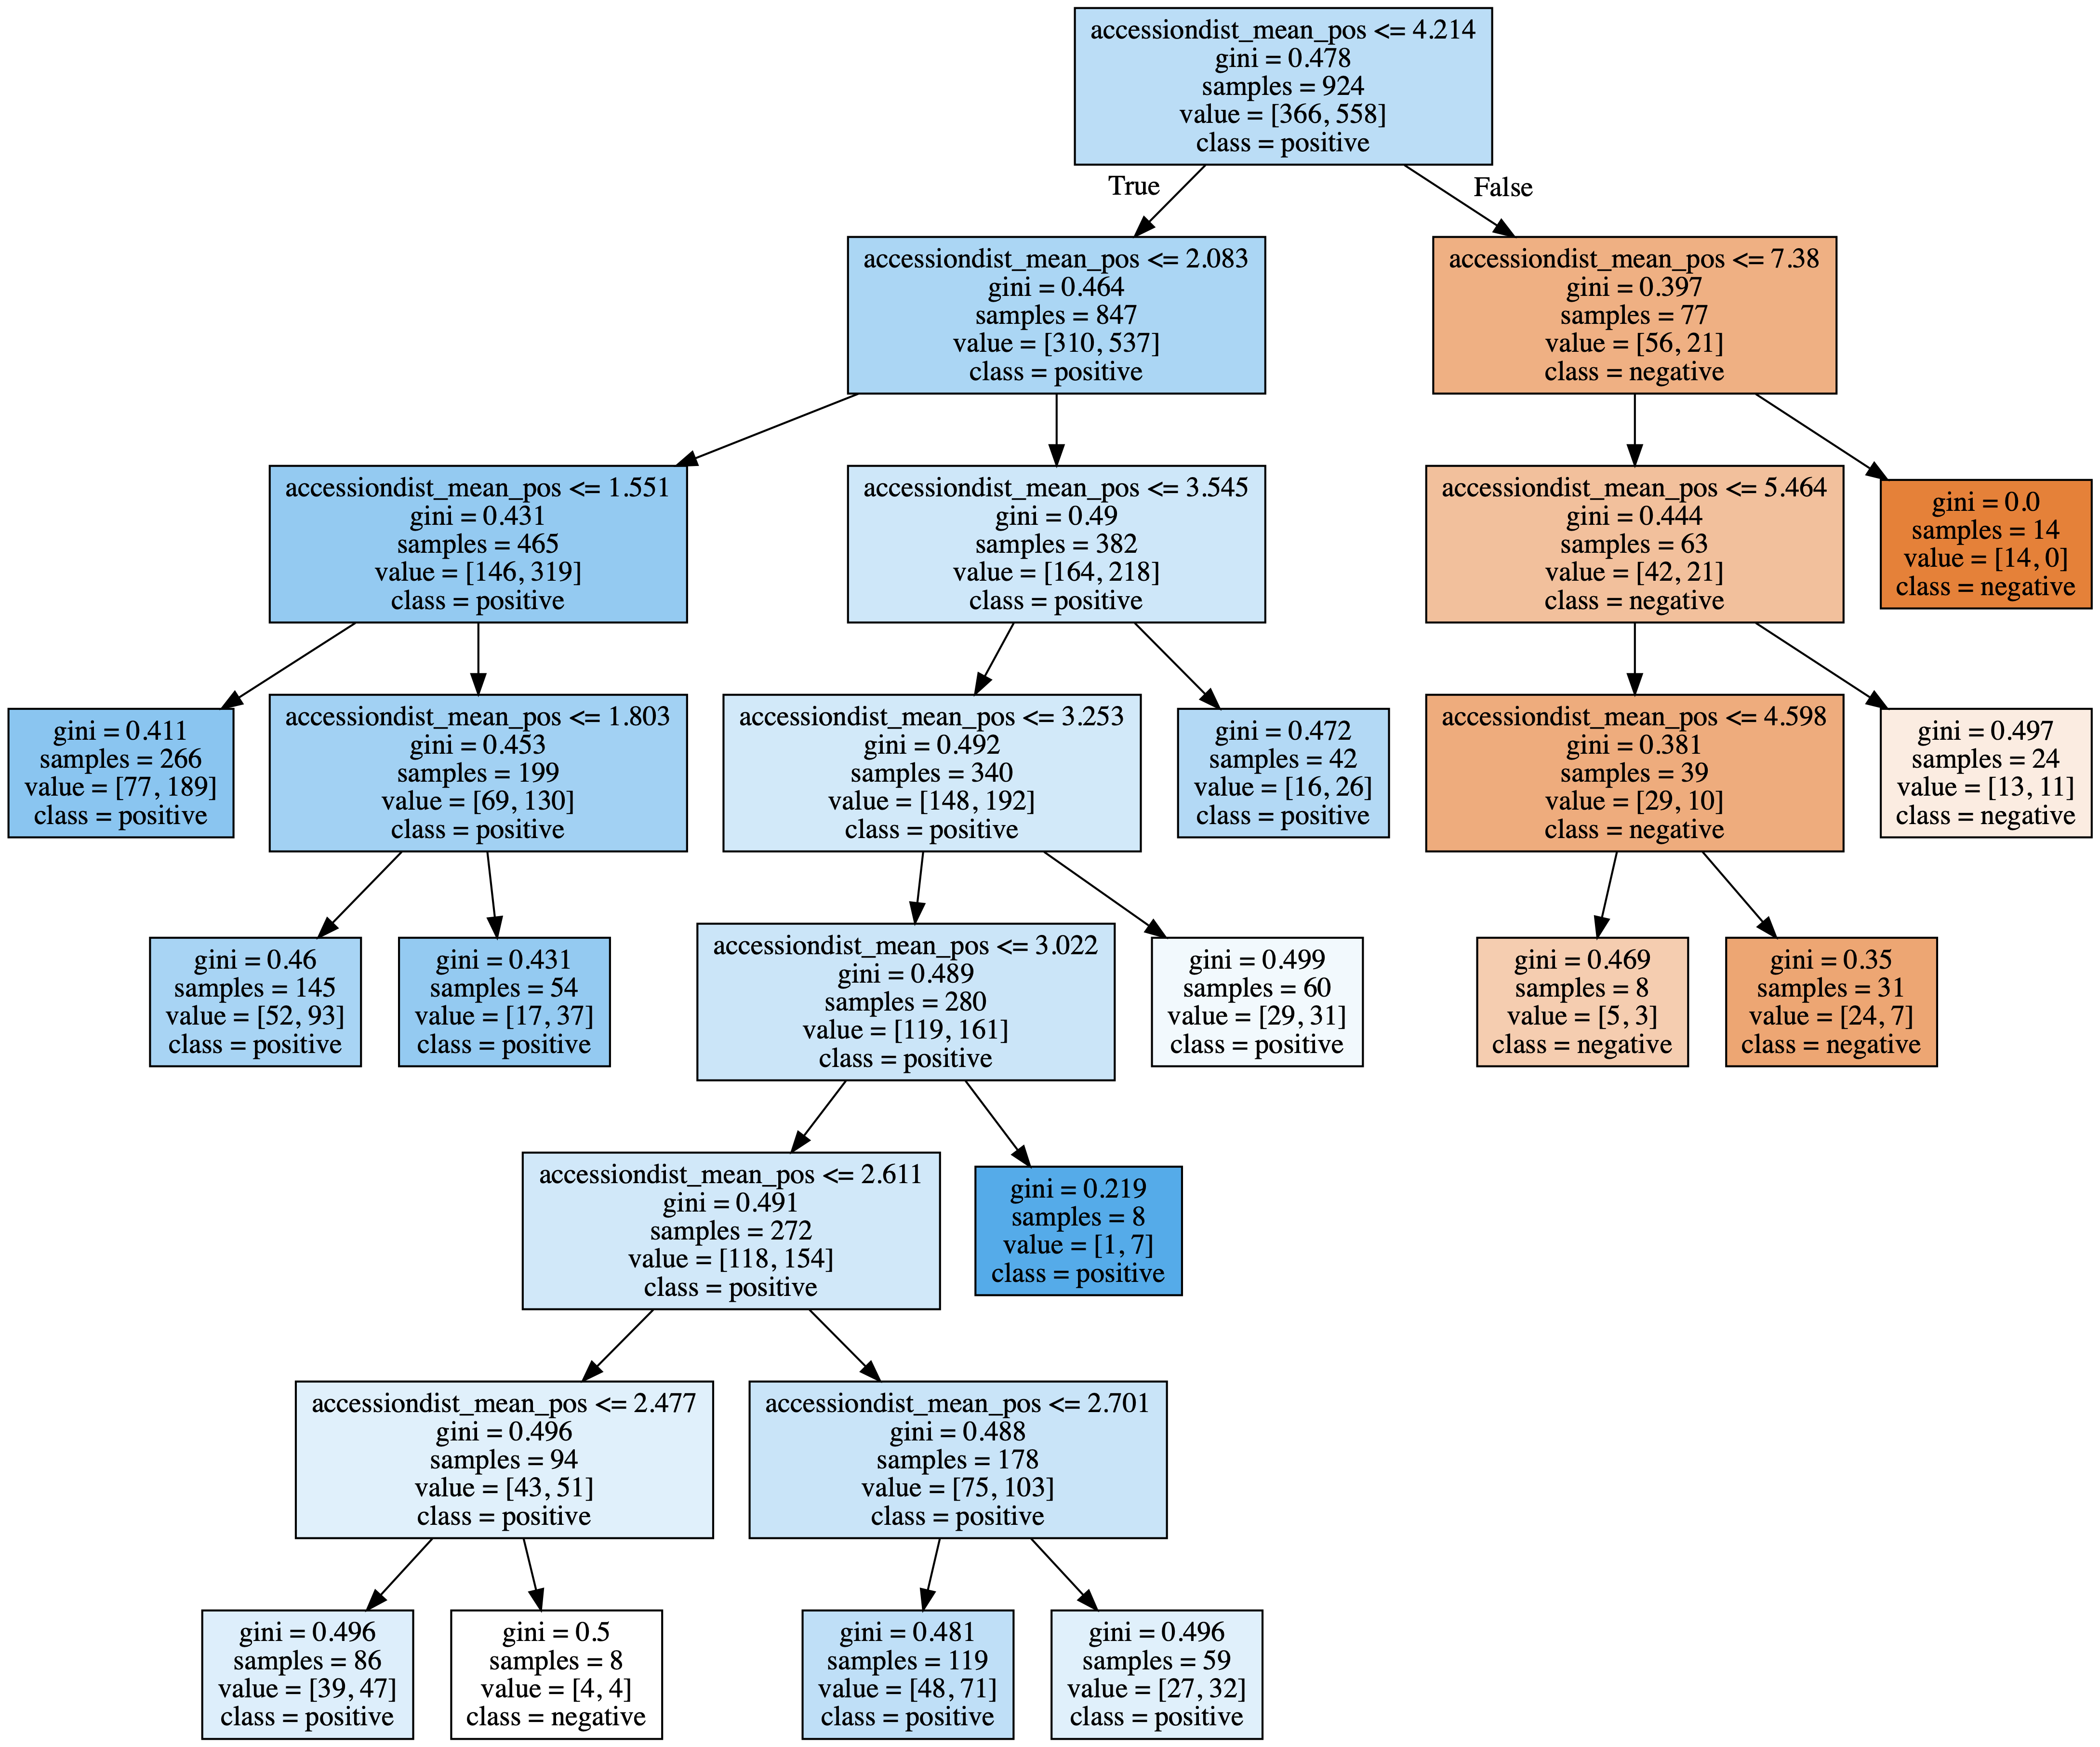 accessiondist_mean_pos <= 4.214
gini = 0.478
samples = 924
value = [366, 558]
class = positive
True
False
accessiondist_mean_pos <= 2.083
gini = 0.464
samples = 847
value = [310, 537]
class = positive
accessiondist_mean_pos <= 7.38
gini = 0.397
samples = 77
value = [56, 21]
class = negative
accessiondist_mean_pos <= 1.551
gini = 0.431
samples = 465
value = [146, 319]
class = positive
accessiondist_mean_pos <= 3.545
gini = 0.49
samples = 382
value = [164, 218]
class = positive
accessiondist_mean_pos <= 5.464
gini = 0.444
samples = 63
value = [42, 21]
class = negative
gini = 0.0
samples = 14
value = [14, 0]
class = negative
gini = 0.411
samples = 266
value = [77, 189]
class = positive
accessiondist_mean_pos <= 1.803
gini = 0.453
samples = 199
value = [69, 130]
class = positive
accessiondist_mean_pos <= 3.253
gini = 0.492
samples = 340
value = [148, 192]
class = positive
gini = 0.472
samples = 42
value = [16, 26]
class = positive
accessiondist_mean_pos <= 4.598
gini = 0.381
samples = 39
value = [29, 10]
class = negative
gini = 0.497
samples = 24
value = [13, 11]
class = negative
gini = 0.46
samples = 145
value = [52, 93]
class = positive
gini = 0.431
samples = 54
value = [17, 37]
class = positive
accessiondist_mean_pos <= 3.022
gini = 0.489
samples = 280
value = [119, 161]
class = positive
gini = 0.499
samples = 60
value = [29, 31]
class = positive
gini = 0.469
samples = 8
value = [5, 3]
class = negative
gini = 0.35
samples = 31
value = [24, 7]
class = negative
accessiondist_mean_pos <= 2.611
gini = 0.491
samples = 272
value = [118, 154]
class = positive
gini = 0.219
samples = 8
value = [1, 7]
class = positive
accessiondist_mean_pos <= 2.477
gini = 0.496
samples = 94
value = [43, 51]
class = positive
accessiondist_mean_pos <= 2.701
gini = 0.488
samples = 178
value = [75, 103]
class = positive
gini = 0.496
samples = 86
value = [39, 47]
class = positive
gini = 0.5
samples = 8
value = [4, 4]
class = negative
gini = 0.481
samples = 119
value = [48, 71]
class = positive
gini = 0.496
samples = 59
value = [27, 32]
class = positive